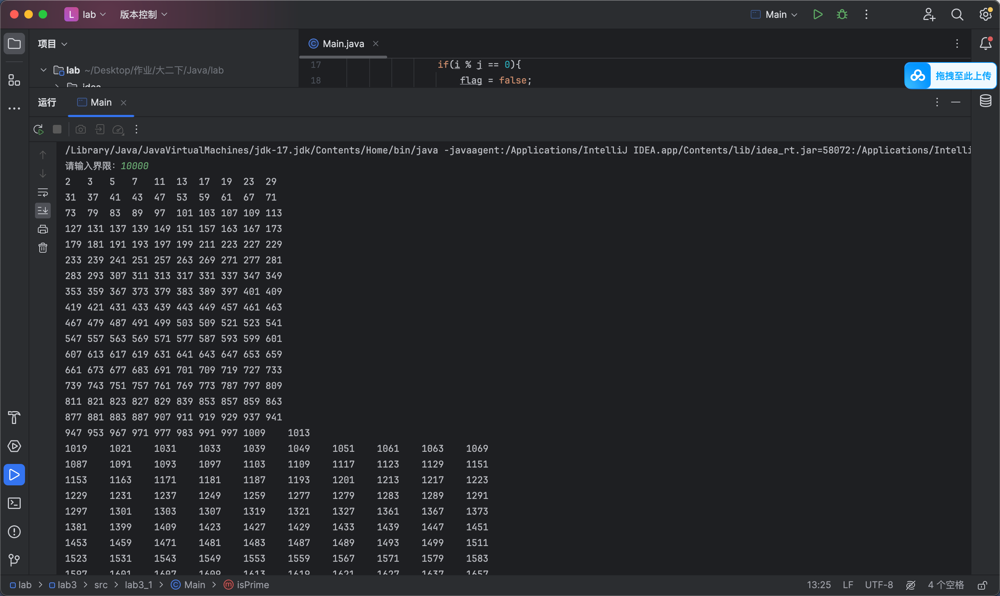 L lab 版本控制 Main
项目 Main.java
lab ~/Desktop/作业/大二下/Java/lab
17 if(i % j == 0){
18 flag = false;
拖拽至此上传
运行 Main
/Library/Java/JavaVirtualMachines/jdk-17.jdk/Contents/Home/bin/java -javaagent:/Applications/IntelliJ IDEA.app/Contents/lib/idea_rt.jar=58072:/Applications/Intelli
请输入界限：10000
2 3 5 7 11 13 17 19 23 29
31 37 41 43 47 53 59 61 67 71
73 79 83 89 97 101 103 107 109 113
127 131 137 139 149 151 157 163 167 173
179 181 191 193 197 199 211 223 227 229
233 239 241 251 257 263 269 271 277 281
283 293 307 311 313 317 331 337 347 349
353 359 367 373 379 383 389 397 401 409
419 421 431 433 439 443 449 457 461 463
467 479 487 491 499 503 509 521 523 541
547 557 563 569 571 577 587 593 599 601
607 613 617 619 631 641 643 647 653 659
661 673 677 683 691 701 709 719 727 733
739 743 751 757 761 769 773 787 797 809
811 821 823 827 829 839 853 857 859 863
877 881 883 887 907 911 919 929 937 941
947 953 967 971 977 983 991 997 1009 1013
1019 1021 1031 1033 1039 1049 1051 1061 1063 1069
1087 1091 1093 1097 1103 1109 1117 1123 1129 1151
1153 1163 1171 1181 1187 1193 1201 1213 1217 1223
1229 1231 1237 1249 1259 1277 1279 1283 1289 1291
1297 1301 1303 1307 1319 1321 1327 1361 1367 1373
1381 1399 1409 1423 1427 1429 1433 1439 1447 1451
1453 1459 1471 1481 1483 1487 1489 1493 1499 1511
1523 1531 1543 1549 1553 1559 1567 1571 1579 1583
1597 1601 1607 1609 1613 1619 1621 1627 1637 1657
lab > lab3 > src > lab3_1 > Main > isPrime 13:25 LF UTF-8 4 个空格